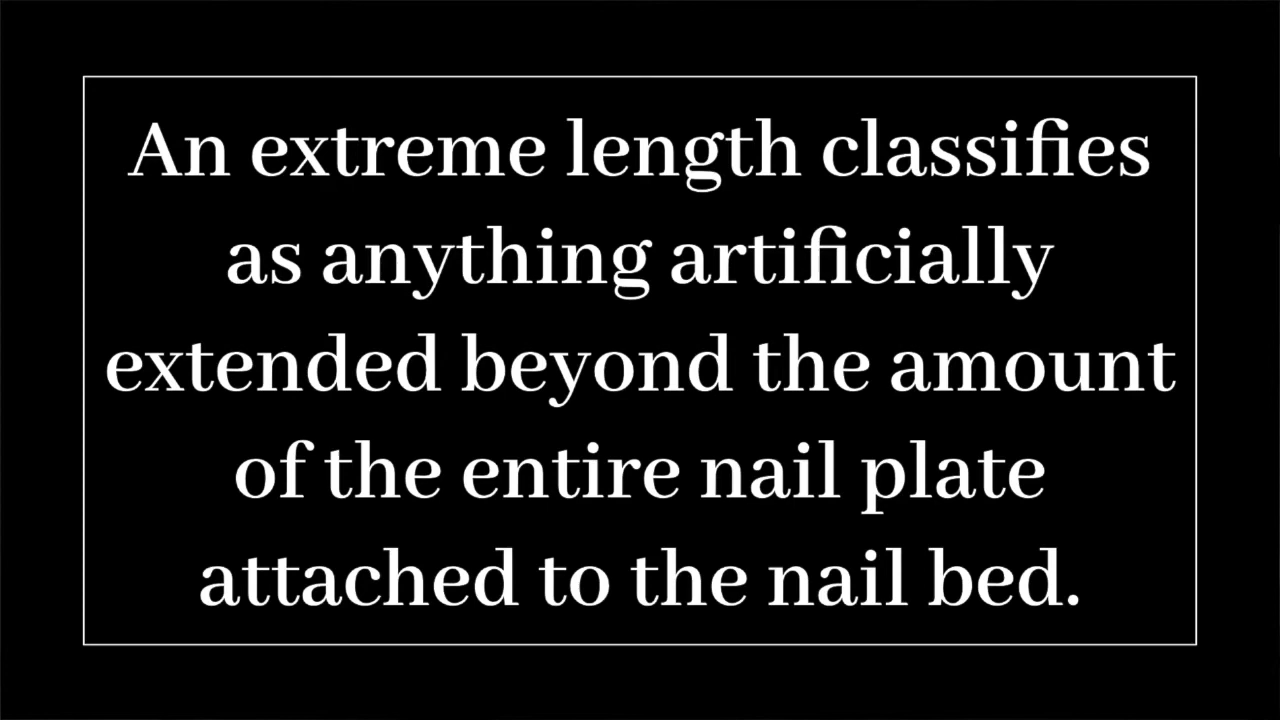 An extreme length classifies
as anything artificially
extended beyond the amount
of the entire nail plate
attached to the nail bed.